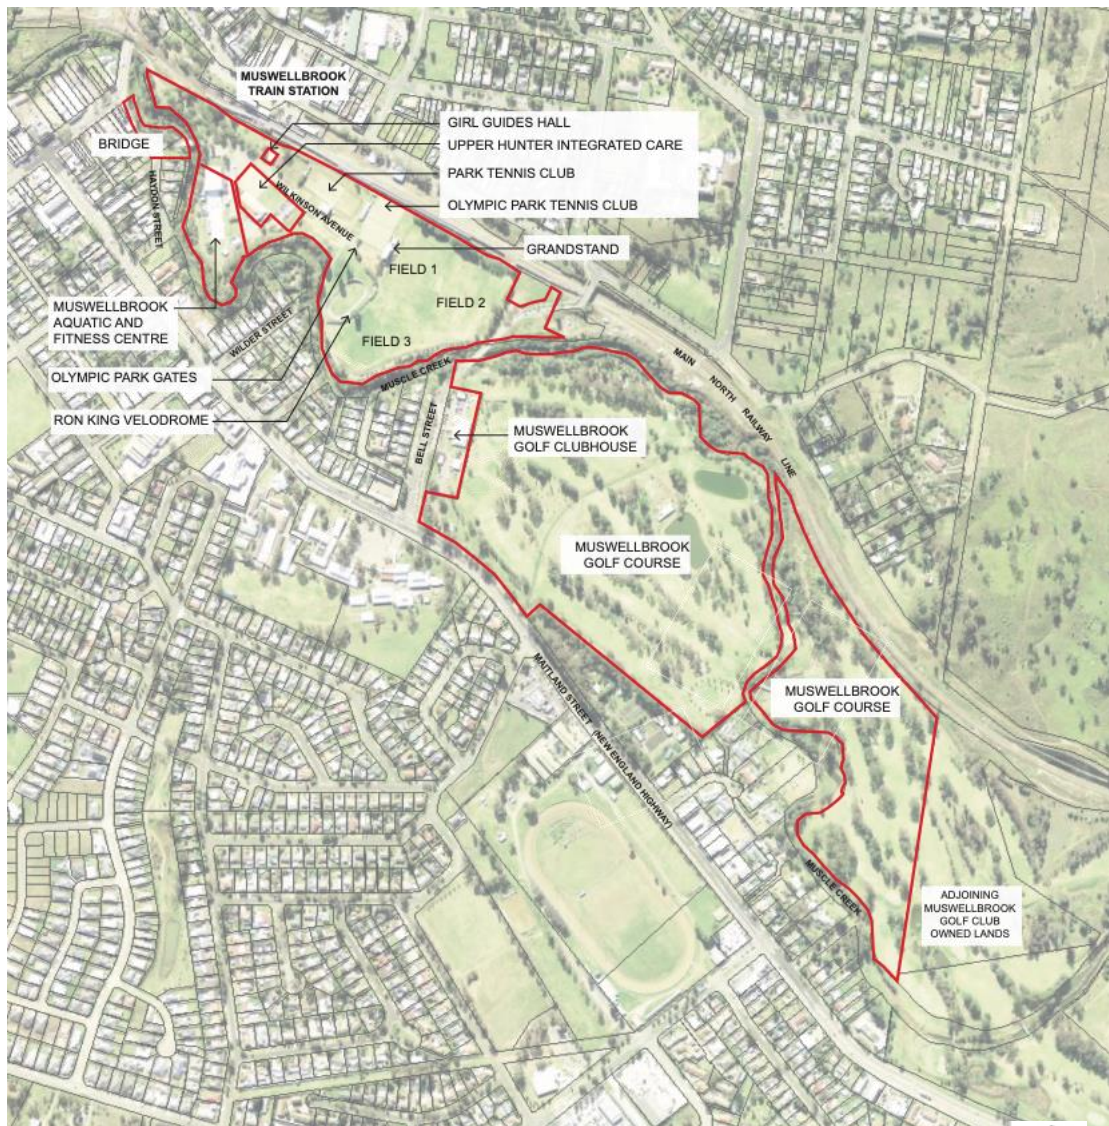 MUSWELLBROOK
TRAIN STATION
GIRL GUIDES HALL
BRIDGE
UPPER HUNTER INTEGRATED CARE
PARK TENNIS CLUB
HAYDON STREET
WILKINSON AVENUE
OLYMPIC PARK TENNIS CLUB
GRANDSTAND
FIELD 1
FIELD 2
MUSWELLBROOK
AQUATIC AND
FITNESS CENTRE
WILDER STREET
FIELD 3
OLYMPIC PARK GATES
MUSCLE CREEK
MAIN NORTH RAILWAY LINE
RON KING VELODROME
BELL STREET
MUSWELLBROOK
GOLF CLUBHOUSE
MUSWELLBROOK
GOLF COURSE
MAITLAND STREET (NEW ENGLAND HIGHWAY)
MUSWELLBROOK
GOLF COURSE
MUSCLE CREEK
ADJOINING
MUSWELLBROOK
GOLF CLUB
OWNED LANDS